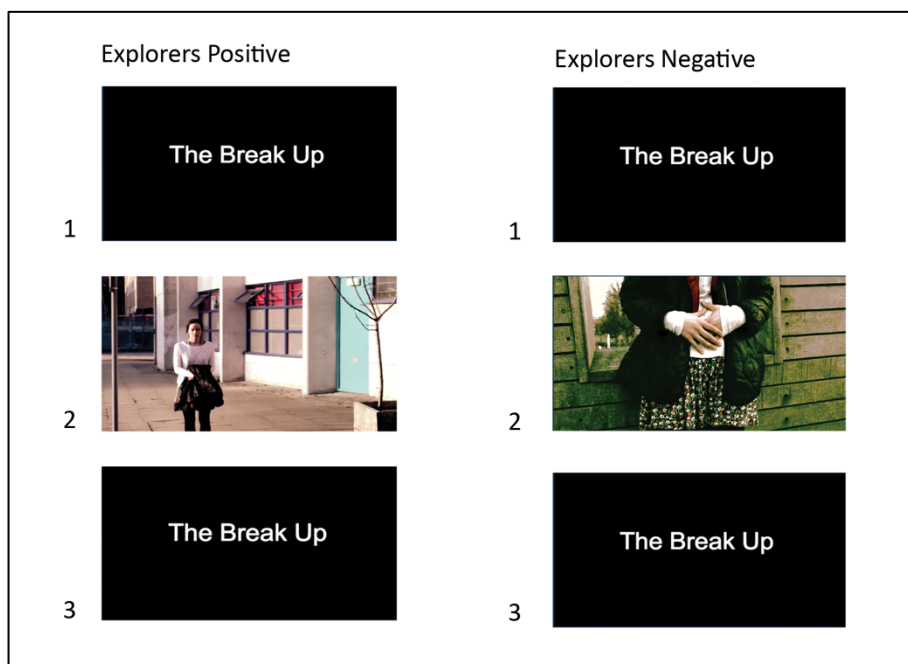 Explorers Positive
The Break Up
1
2
The Break Up
3
Explorers Negative
The Break Up
1
2
The Break Up
3